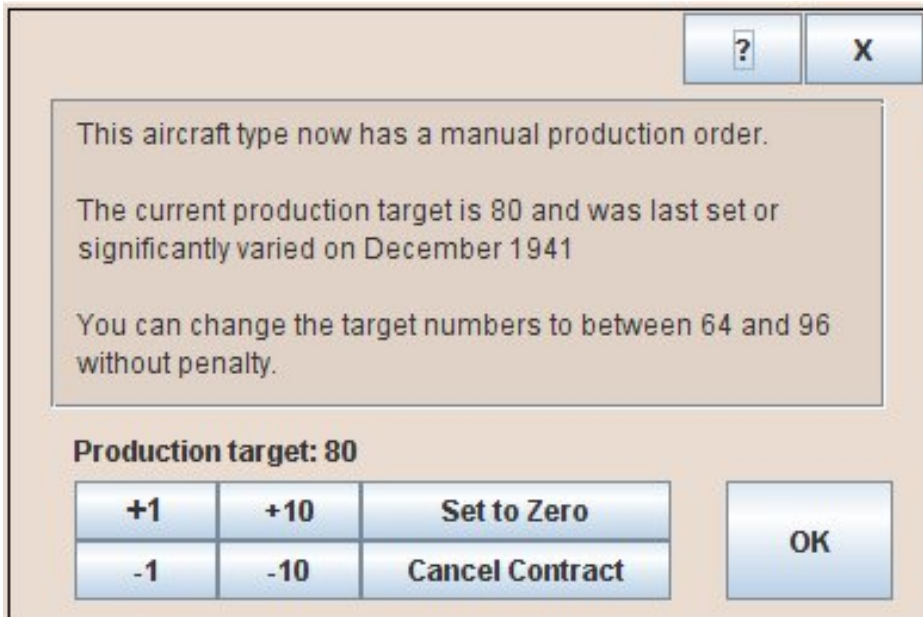 ? X
This aircraft type now has a manual production order.
The current production target is 80 and was last set or
significantly varied on December 1941
You can change the target numbers to between 64 and 96
without penalty.
Production target: 80
+1 +10 Set to Zero
-1 -10 Cancel Contract
OK